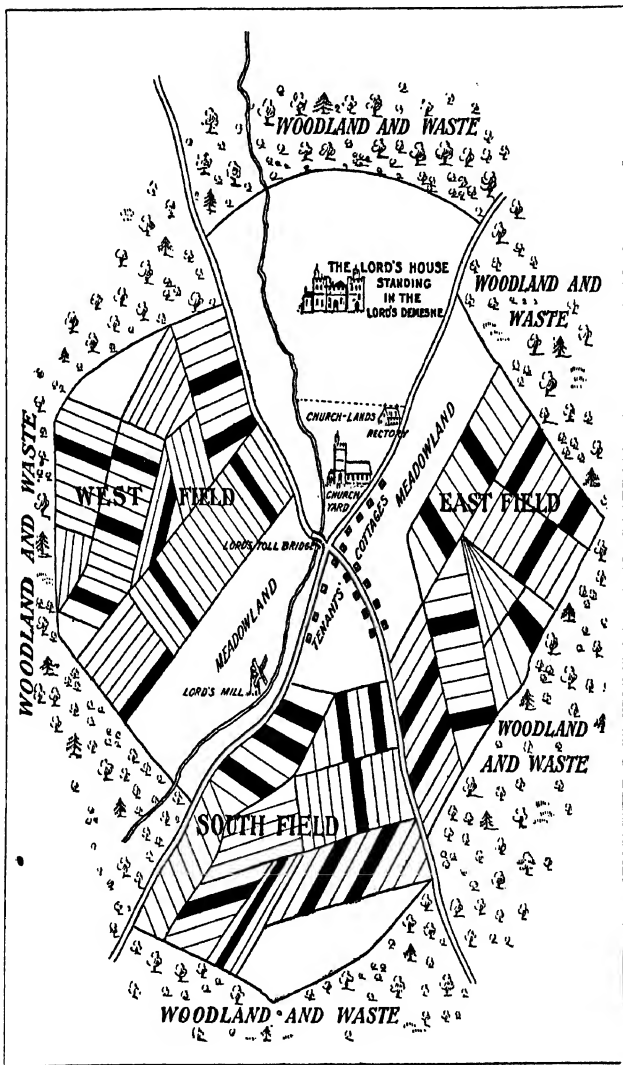 WOODLAND AND WASTE
THE LORD'S HOUSE
STANDING
IN THE
LORD'S DEMESNE
WOODLAND AND
WASTE
CHURCH-LANDS
RECTORY
CHURCH
YARD
MEADOWLAND
WEST FIELD
EAST FIELD
WOODLAND AND WASTE
LORD'S TOLL BRIDGE
TENANTS COTTAGES
MEADOWLAND
LORD'S MILL
WOODLAND
AND WASTE
SOUTH FIELD
WOODLAND AND WASTE